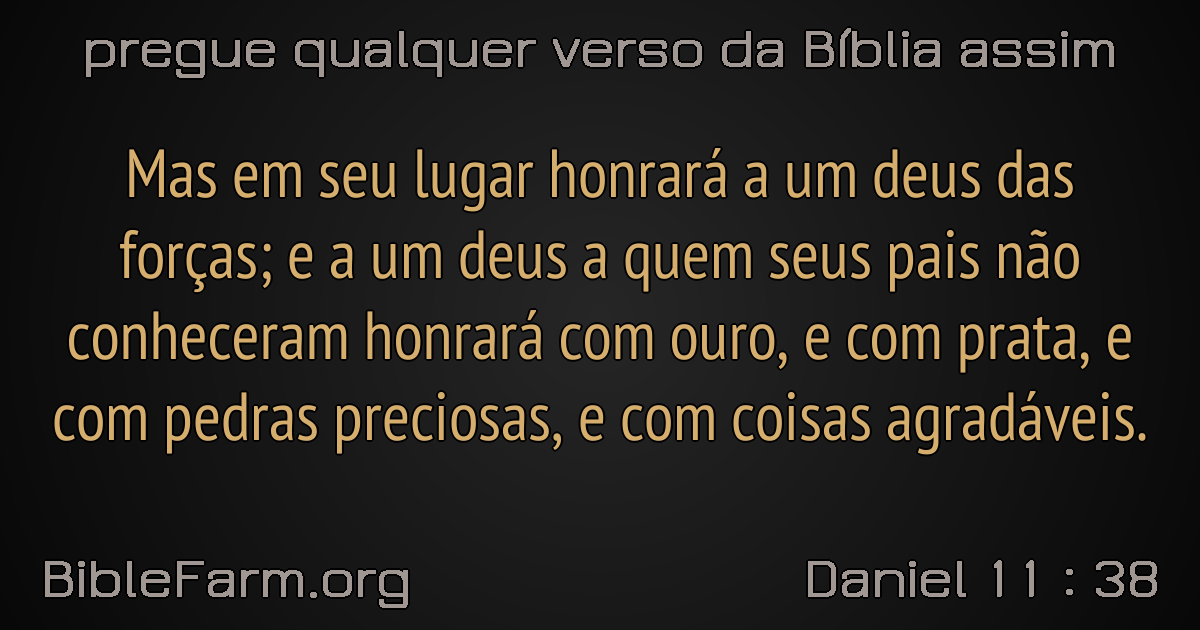 pregue qualquer verso da Bíblia assim
Mas em seu lugar honrará a um deus das
forças; e a um deus a quem seus pais não
conheceram honrará com ouro, e com prata, e
com pedras preciosas, e com coisas agradáveis.
BibleFarm.org
Daniel 11 : 38